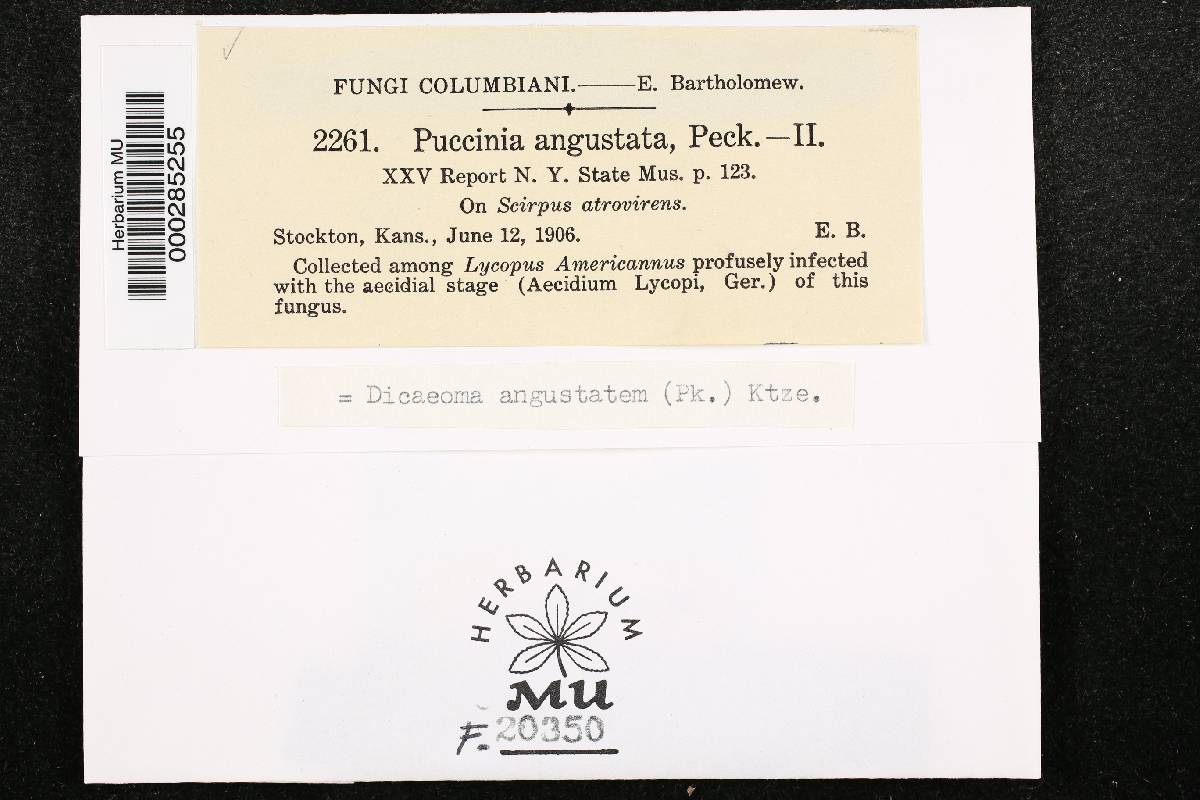 Herbarium MU
000285255
FUNGI COLUMBIANI.——E. Bartholomew.
2261. Puccinia angustata, Peck.—II.
XXV Report N. Y. State Mus. p. 123.
On Scirpus atrovirens.
Stockton, Kans., June 12, 1906. E. B.
Collected among Lycopus Americannus profusely infected
with the aecidial stage (Aecidium Lycopi, Ger.) of this
fungus.
= Dicaeoma angustatem (Pk.) Ktze.
HERBARIUM
MU
F. 20350